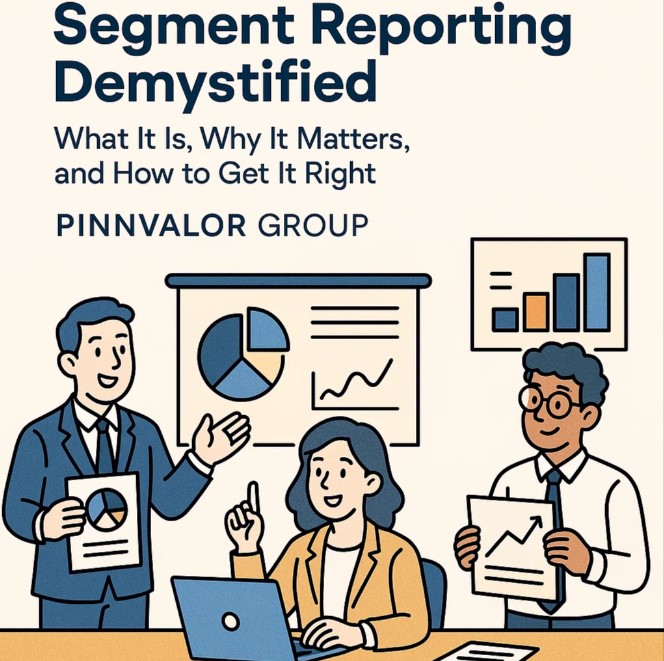 Segment Reporting
Demystified
What It Is, Why It Matters,
and How to Get It Right
PINNVALOR GROUP